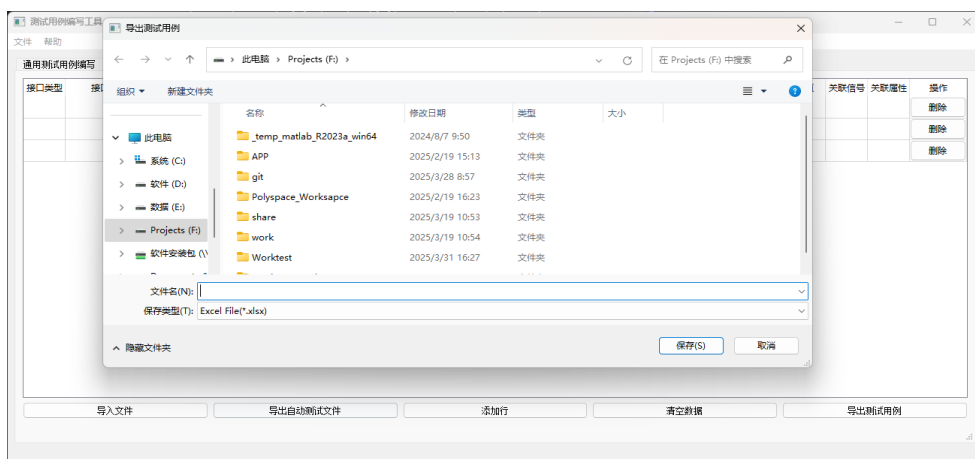 测试用例编写工具
导出测试用例
文件 帮助
此电脑 > Projects (F:) >
在 Projects (F:) 中搜索
通用测试用例编写
组织
新建文件夹
接口类型
关联信号 关联属性 操作
名称 修改日期 类型 大小
删除
此电脑
_temp_matlab_R2023a_win64 2024/8/7 9:50 文件夹
删除
系统 (C:)
APP 2025/2/19 15:13 文件夹
删除
git 2025/3/28 8:57 文件夹
软件 (D:)
Polyspace_Worksapce 2025/2/19 16:23 文件夹
数据 (E:)
share 2025/3/19 10:53 文件夹
Projects (F:)
work 2025/3/19 10:54 文件夹
软件安装包 (\\
Worktest 2025/3/31 16:27 文件夹
文件名(N):
保存类型(T): Excel File(*.xlsx)
隐藏文件夹
保存(S) 取消
导入文件 导出自动测试文件 添加行 清空数据 导出测试用例